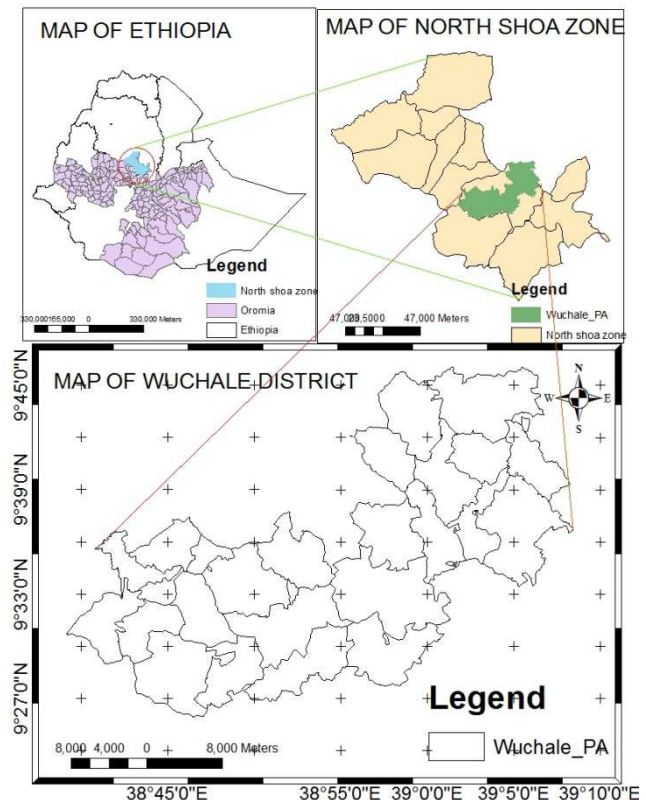 MAP OF ETHIOPIA
Legend
North shoa zone
Oromia
Ethiopia
0
330,000 Meters
MAP OF NORTH SHOA ZONE
Legend
Wuchale_PA
North shoa zone
0
47,000 Meters
MAP OF WUCHALE DISTRICT
N
W
E
S
9°45'0"N
9°39'0"N
9°33'0"N
9°27'0"N
Legend
Wuchale_PA
8,000 4,000 0 8,000 Meters
38°45'0"E 38°55'0"E 39°0'0"E 39°5'0"E 39°10'0"E